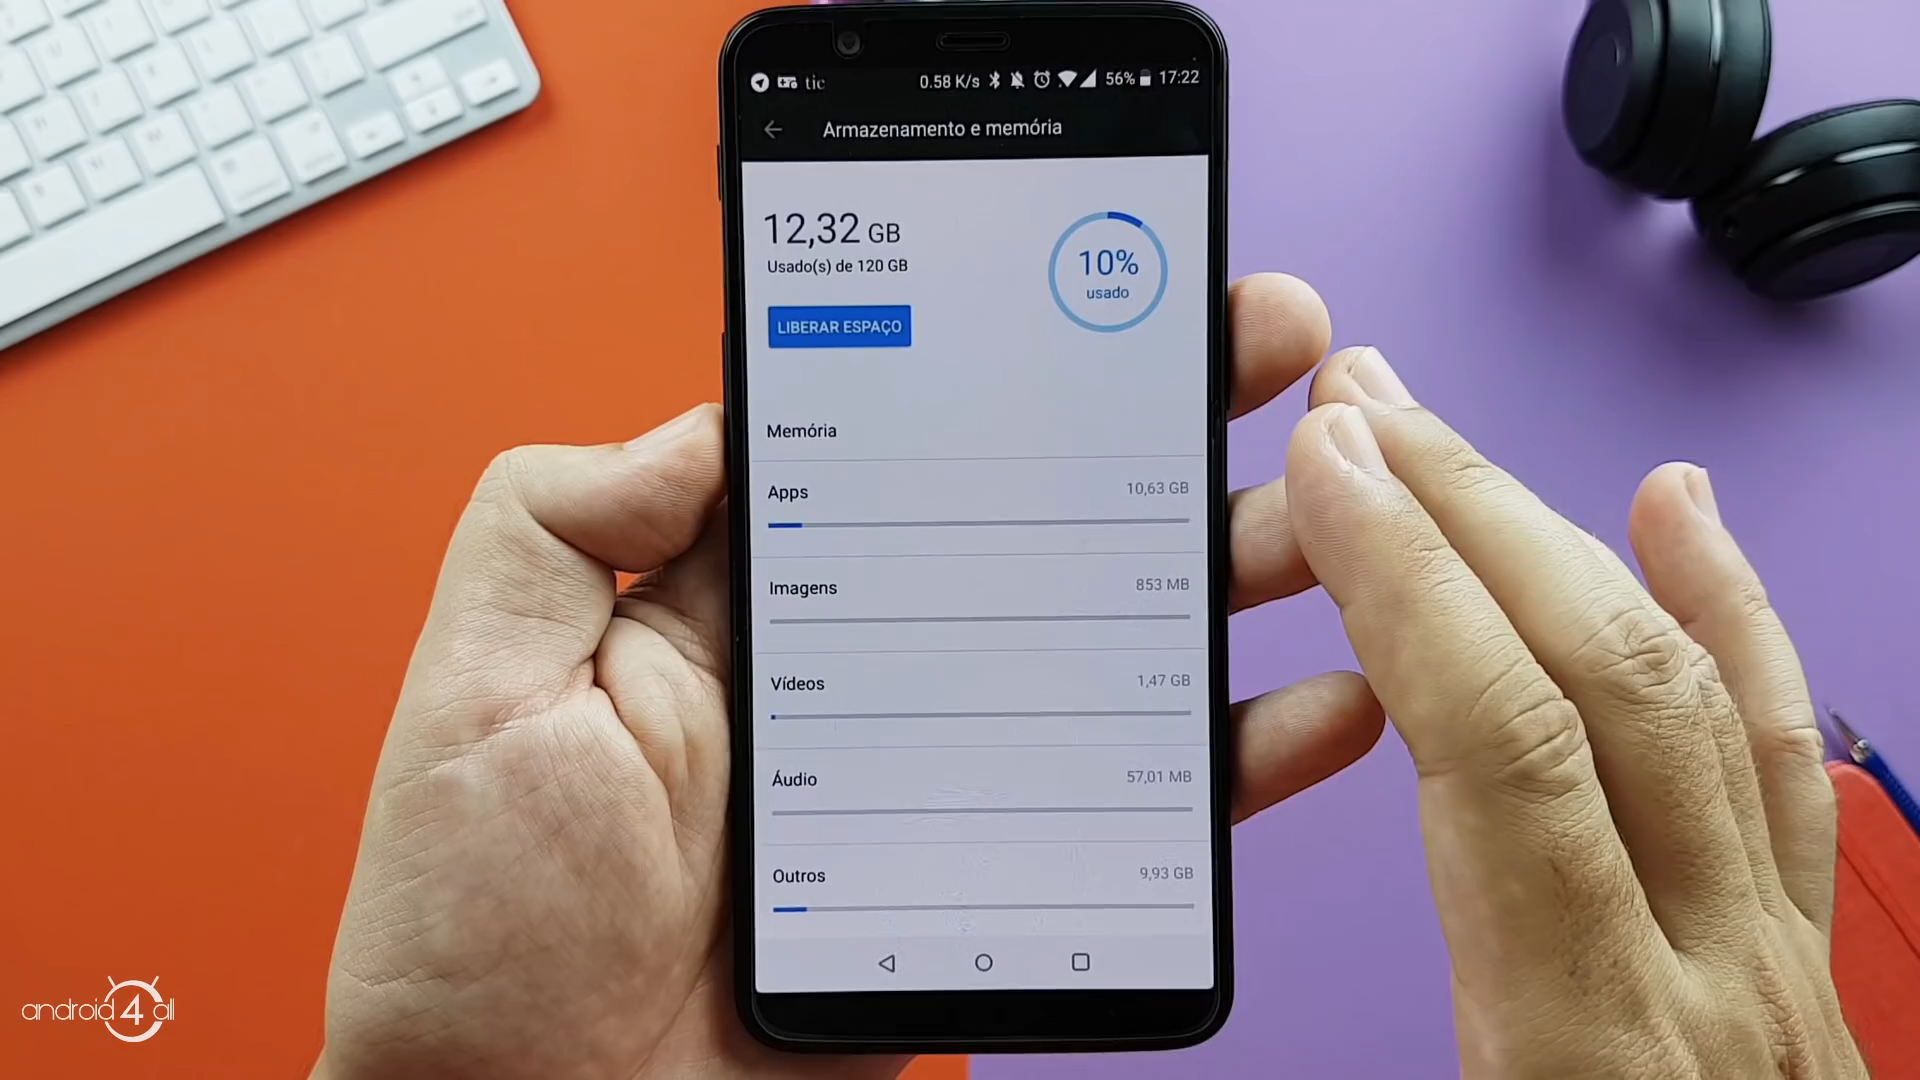 tic 0.58 K/s 56% 17:22
Armazenamento e memória
12,32 GB
Usado(s) de 120 GB
10%
usado
LIBERAR ESPAÇO
Memória
Apps 10,63 GB
Imagens 853 MB
Vídeos 1,47 GB
Áudio 57,01 MB
Outros 9,93 GB
android4all